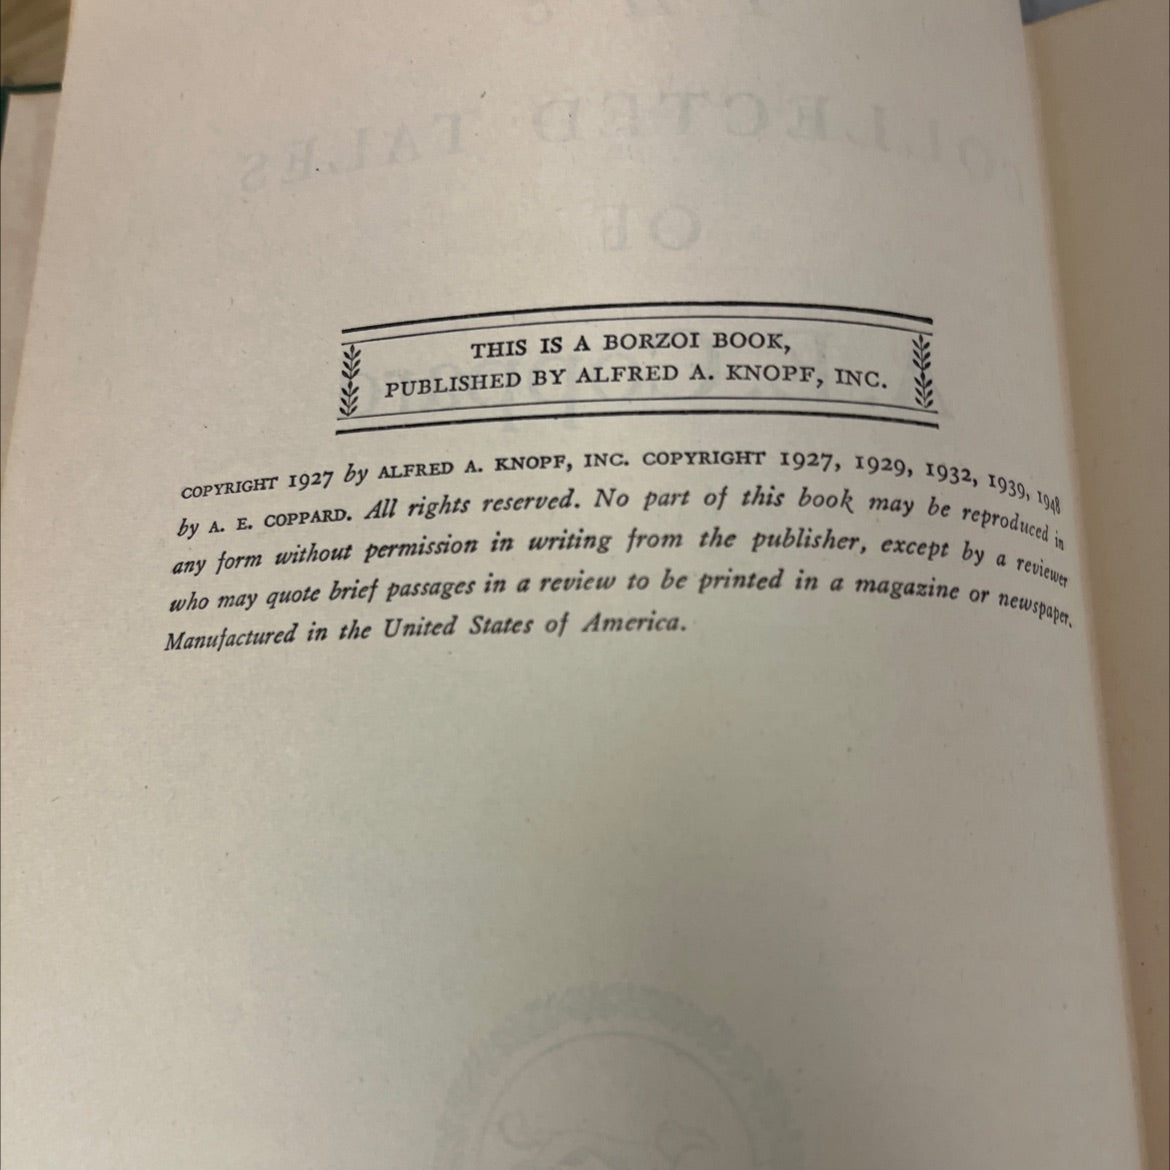 THIS IS A BORZOI BOOK,
PUBLISHED BY ALFRED A. KNOPF, INC.
COPYRIGHT 1927 by ALFRED A. KNOPF, INC. COPYRIGHT 1927, 1929, 1932, 1939, 1948
by A. E. COPPARD. All rights reserved. No part of this book may be reproduced in
any form without permission in writing from the publisher, except by a reviewer
who may quote brief passages in a review to be printed in a magazine or newspaper.
Manufactured in the United States of America.